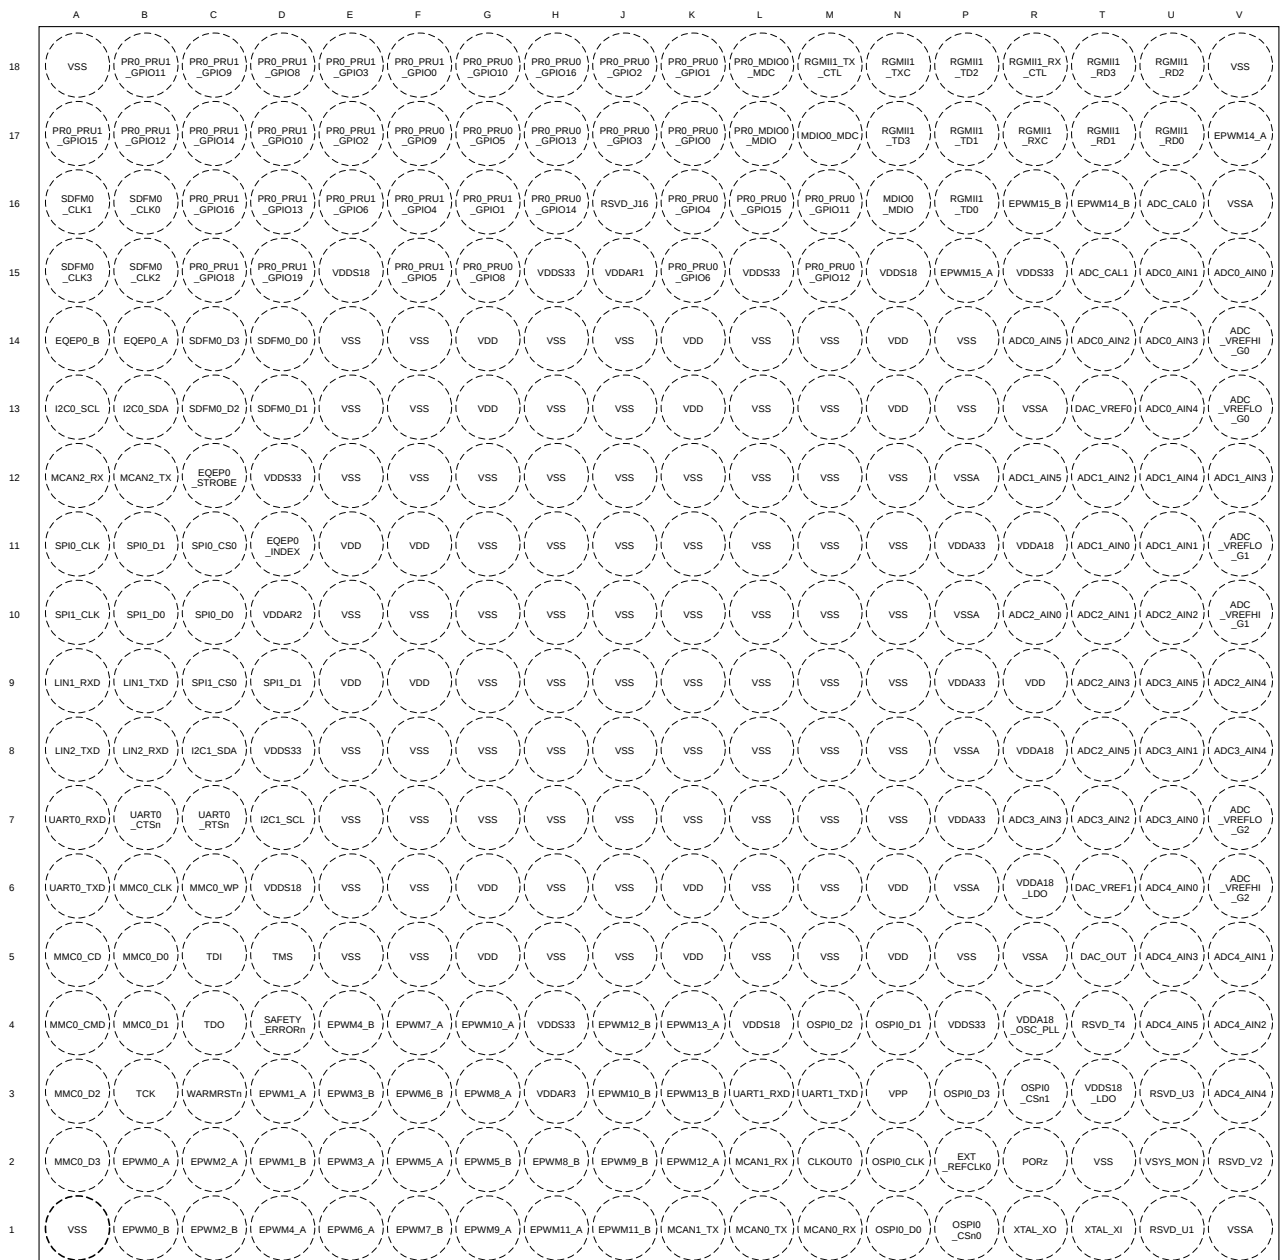 A B C D E F G H J K L M N P R T U V
18 VSS PR0_PRU1_GPIO11 PR0_PRU1_GPIO9 PR0_PRU1_GPIO8 PR0_PRU1_GPIO3 PR0_PRU1_GPIO0 PR0_PRU0_GPIO10 PR0_PRU0_GPIO16 PR0_PRU0_GPIO2 PR0_PRU0_GPIO1 PR0_MDIO0_MDC RGMII1_TX_CTL RGMII1_TXC RGMII1_TD2 RGMII1_RX_CTL RGMII1_RD3 RGMII1_RD2 VSS
17 PR0_PRU1_GPIO15 PR0_PRU1_GPIO12 PR0_PRU1_GPIO14 PR0_PRU1_GPIO10 PR0_PRU1_GPIO2 PR0_PRU0_GPIO9 PR0_PRU0_GPIO5 PR0_PRU0_GPIO13 PR0_PRU0_GPIO3 PR0_PRU0_GPIO0 PR0_MDIO0_MDIO MDIO0_MDC RGMII1_TD3 RGMII1_TD1 RGMII1_RXC RGMII1_RD1 RGMII1_RD0 EPWM14_A
16 SDFM0_CLK1 SDFM0_CLK0 PR0_PRU1_GPIO16 PR0_PRU1_GPIO13 PR0_PRU1_GPIO6 PR0_PRU1_GPIO4 PR0_PRU1_GPIO1 PR0_PRU0_GPIO14 RSVD_J16 PR0_PRU0_GPIO4 PR0_PRU0_GPIO15 PR0_PRU0_GPIO11 MDIO0_MDIO RGMII1_TD0 EPWM15_B EPWM14_B ADC_CAL0 VSSA
15 SDFM0_CLK3 SDFM0_CLK2 PR0_PRU1_GPIO18 PR0_PRU1_GPIO19 VDDS18 PR0_PRU1_GPIO5 PR0_PRU0_GPIO8 VDDS33 VDDAR1 PR0_PRU0_GPIO6 VDDS33 PR0_PRU0_GPIO12 VDDS18 EPWM15_A VDDS33 ADC_CAL1 ADC0_AIN1 ADC0_AIN0
14 EQEP0_B EQEP0_A SDFM0_D3 SDFM0_D0 VSS VSS VDD VSS VSS VDD VSS VSS VDD VSS ADC0_AIN5 ADC0_AIN2 ADC0_AIN3 ADC_VREFHI_G0
13 I2C0_SCL I2C0_SDA SDFM0_D2 SDFM0_D1 VSS VSS VDD VSS VSS VDD VSS VSS VDD VSS VSSA DAC_VREF0 ADC0_AIN4 ADC_VREFLO_G0
12 MCAN2_RX MCAN2_TX EQEP0_STROBE VDDS33 VSS VSS VSS VSS VSS VSS VSS VSS VSS VSSA ADC1_AIN5 ADC1_AIN2 ADC1_AIN4 ADC1_AIN3
11 SPI0_CLK SPI0_D1 SPI0_CS0 EQEP0_INDEX VDD VDD VSS VSS VSS VSS VSS VSS VSS VDDA33 VDDA18 ADC1_AIN0 ADC1_AIN1 ADC_VREFLO_G1
10 SPI1_CLK SPI1_D0 SPI0_D0 VDDAR2 VSS VSS VSS VSS VSS VSS VSS VSS VSS VSSA ADC2_AIN0 ADC2_AIN1 ADC2_AIN2 ADC_VREFHI_G1
9 LIN1_RXD LIN1_TXD SPI1_CS0 SPI1_D1 VDD VDD VSS VSS VSS VSS VSS VSS VSS VDDA33 VDD ADC2_AIN3 ADC3_AIN5 ADC2_AIN4
8 LIN2_TXD LIN2_RXD I2C1_SDA VDDS33 VSS VSS VSS VSS VSS VSS VSS VSS VSS VSSA VDDA18 ADC2_AIN5 ADC3_AIN1 ADC3_AIN4
7 UART0_RXD UART0_CTSn UART0_RTSn I2C1_SCL VSS VSS VSS VSS VSS VSS VSS VSS VSS VDDA33 ADC3_AIN3 ADC3_AIN2 ADC3_AIN0 ADC_VREFLO_G2
6 UART0_TXD MMC0_CLK MMC0_WP VDDS18 VSS VSS VDD VSS VSS VDD VSS VSS VDD VSSA VDDA18_LDO DAC_VREF1 ADC4_AIN0 ADC_VREFHI_G2
5 MMC0_CD MMC0_D0 TDI TMS VSS VSS VDD VSS VSS VDD VSS VSS VDD VSS VSSA DAC_OUT ADC4_AIN3 ADC4_AIN1
4 MMC0_CMD MMC0_D1 TDO SAFETY_ERRORn EPWM4_B EPWM7_A EPWM10_A VDDS33 EPWM12_B EPWM13_A VDDS18 OSPI0_D2 OSPI0_D1 VDDS33 VDDA18_OSC_PLL RSVD_T4 ADC4_AIN5 ADC4_AIN2
3 MMC0_D2 TCK WARMRSTn EPWM1_A EPWM3_B EPWM6_B EPWM8_A VDDAR3 EPWM10_B EPWM13_B UART1_RXD UART1_TXD VPP OSPI0_D3 OSPI0_CSn1 VDDS18_LDO RSVD_U3 ADC4_AIN4
2 MMC0_D3 EPWM0_A EPWM2_A EPWM1_B EPWM3_A EPWM5_A EPWM5_B EPWM8_B EPWM9_B EPWM12_A MCAN1_RX CLKOUT0 OSPI0_CLK EXT_REFCLK0 PORz VSS VSYS_MON RSVD_V2
1 VSS EPWM0_B EPWM2_B EPWM4_A EPWM6_A EPWM7_B EPWM9_A EPWM11_A EPWM11_B MCAN1_TX MCAN0_TX MCAN0_RX OSPI0_D0 OSPI0_CSn0 XTAL_XO XTAL_XI RSVD_U1 VSSA